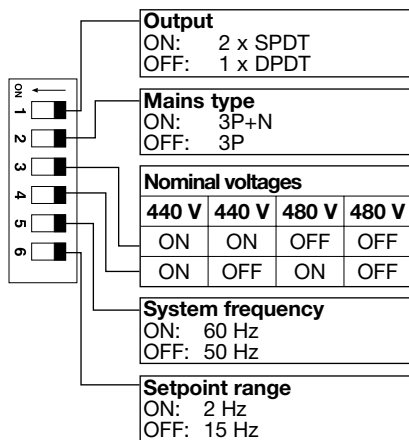 Output
ON: 2 x SPDT
OFF: 1 x DPDT
Mains type
ON: 3P+N
OFF: 3P
Nominal voltages
440 V 440 V 480 V 480 V
ON ON OFF OFF
ON OFF ON OFF
System frequency
ON: 60 Hz
OFF: 50 Hz
Setpoint range
ON: 2 Hz
OFF: 15 Hz
ON
1
2
3
4
5
6